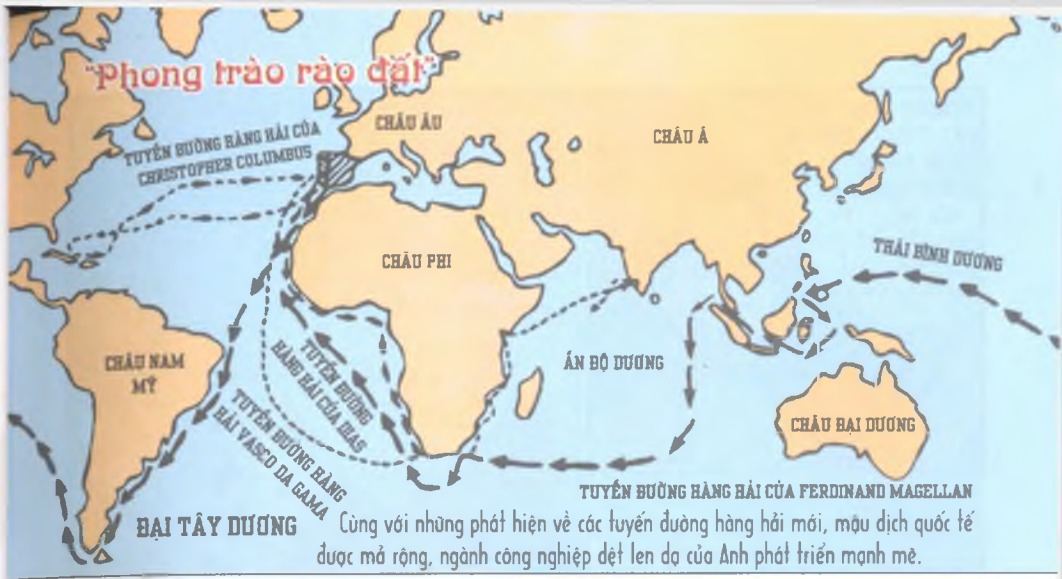 "Phong trào rào đất"
TUYẾN ĐƯỜNG HÀNG HẢI CỦA
CHRISTOPHER COLUMBUS
CHÂU ÂU
CHÂU Á
CHÂU PHI
THÁI BÌNH DƯƠNG
CHÂU NAM
MỸ
TUYẾN ĐƯỜNG
HÀNG HẢI CỦA DIAS
ẤN ĐỘ DƯƠNG
TUYẾN ĐƯỜNG HÀNG
HẢI VASCO DA GAMA
CHÂU ĐẠI DƯƠNG
TUYẾN ĐƯỜNG HÀNG HẢI CỦA FERDINAND MAGELLAN
ĐẠI TÂY DƯƠNG
Cùng với những phát hiện về các tuyến đường hàng hải mới, mậu dịch quốc tế
được mở rộng, ngành công nghiệp dệt len dạ của Anh phát triển mạnh mẽ.